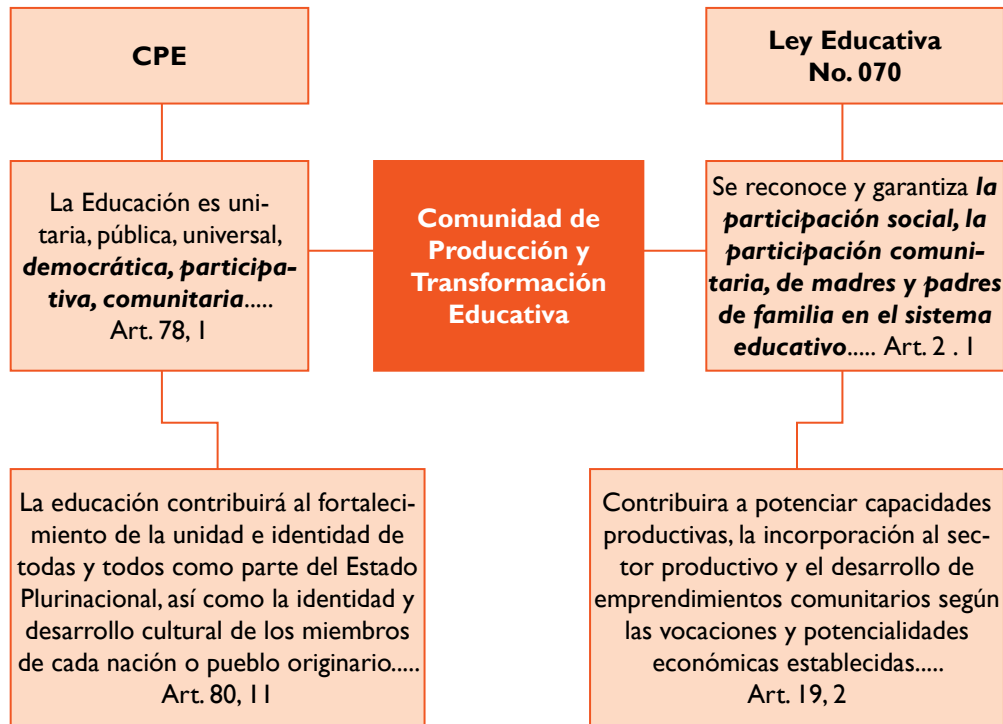 CPE
Ley Educativa
No. 070
La Educación es uni-
taria, pública, universal,
democrática, participa-
tiva, comunitaria.....
Art. 78, 1
Comunidad de
Producción y
Transformación
Educativa
Se reconoce y garantiza la
participación social, la
participación comuni-
taria, de madres y padres
de familia en el sistema
educativo..... Art. 2 . 1
La educación contribuirá al fortaleci-
miento de la unidad e identidad de
todas y todos como parte del Estado
Plurinacional, así como la identidad y
desarrollo cultural de los miembros
de cada nación o pueblo originario.....
Art. 80, 11
Contribuira a potenciar capacidades
productivas, la incorporación al sec-
tor productivo y el desarrollo de
emprendimientos comunitarios según
las vocaciones y potencialidades
económicas establecidas.....
Art. 19, 2